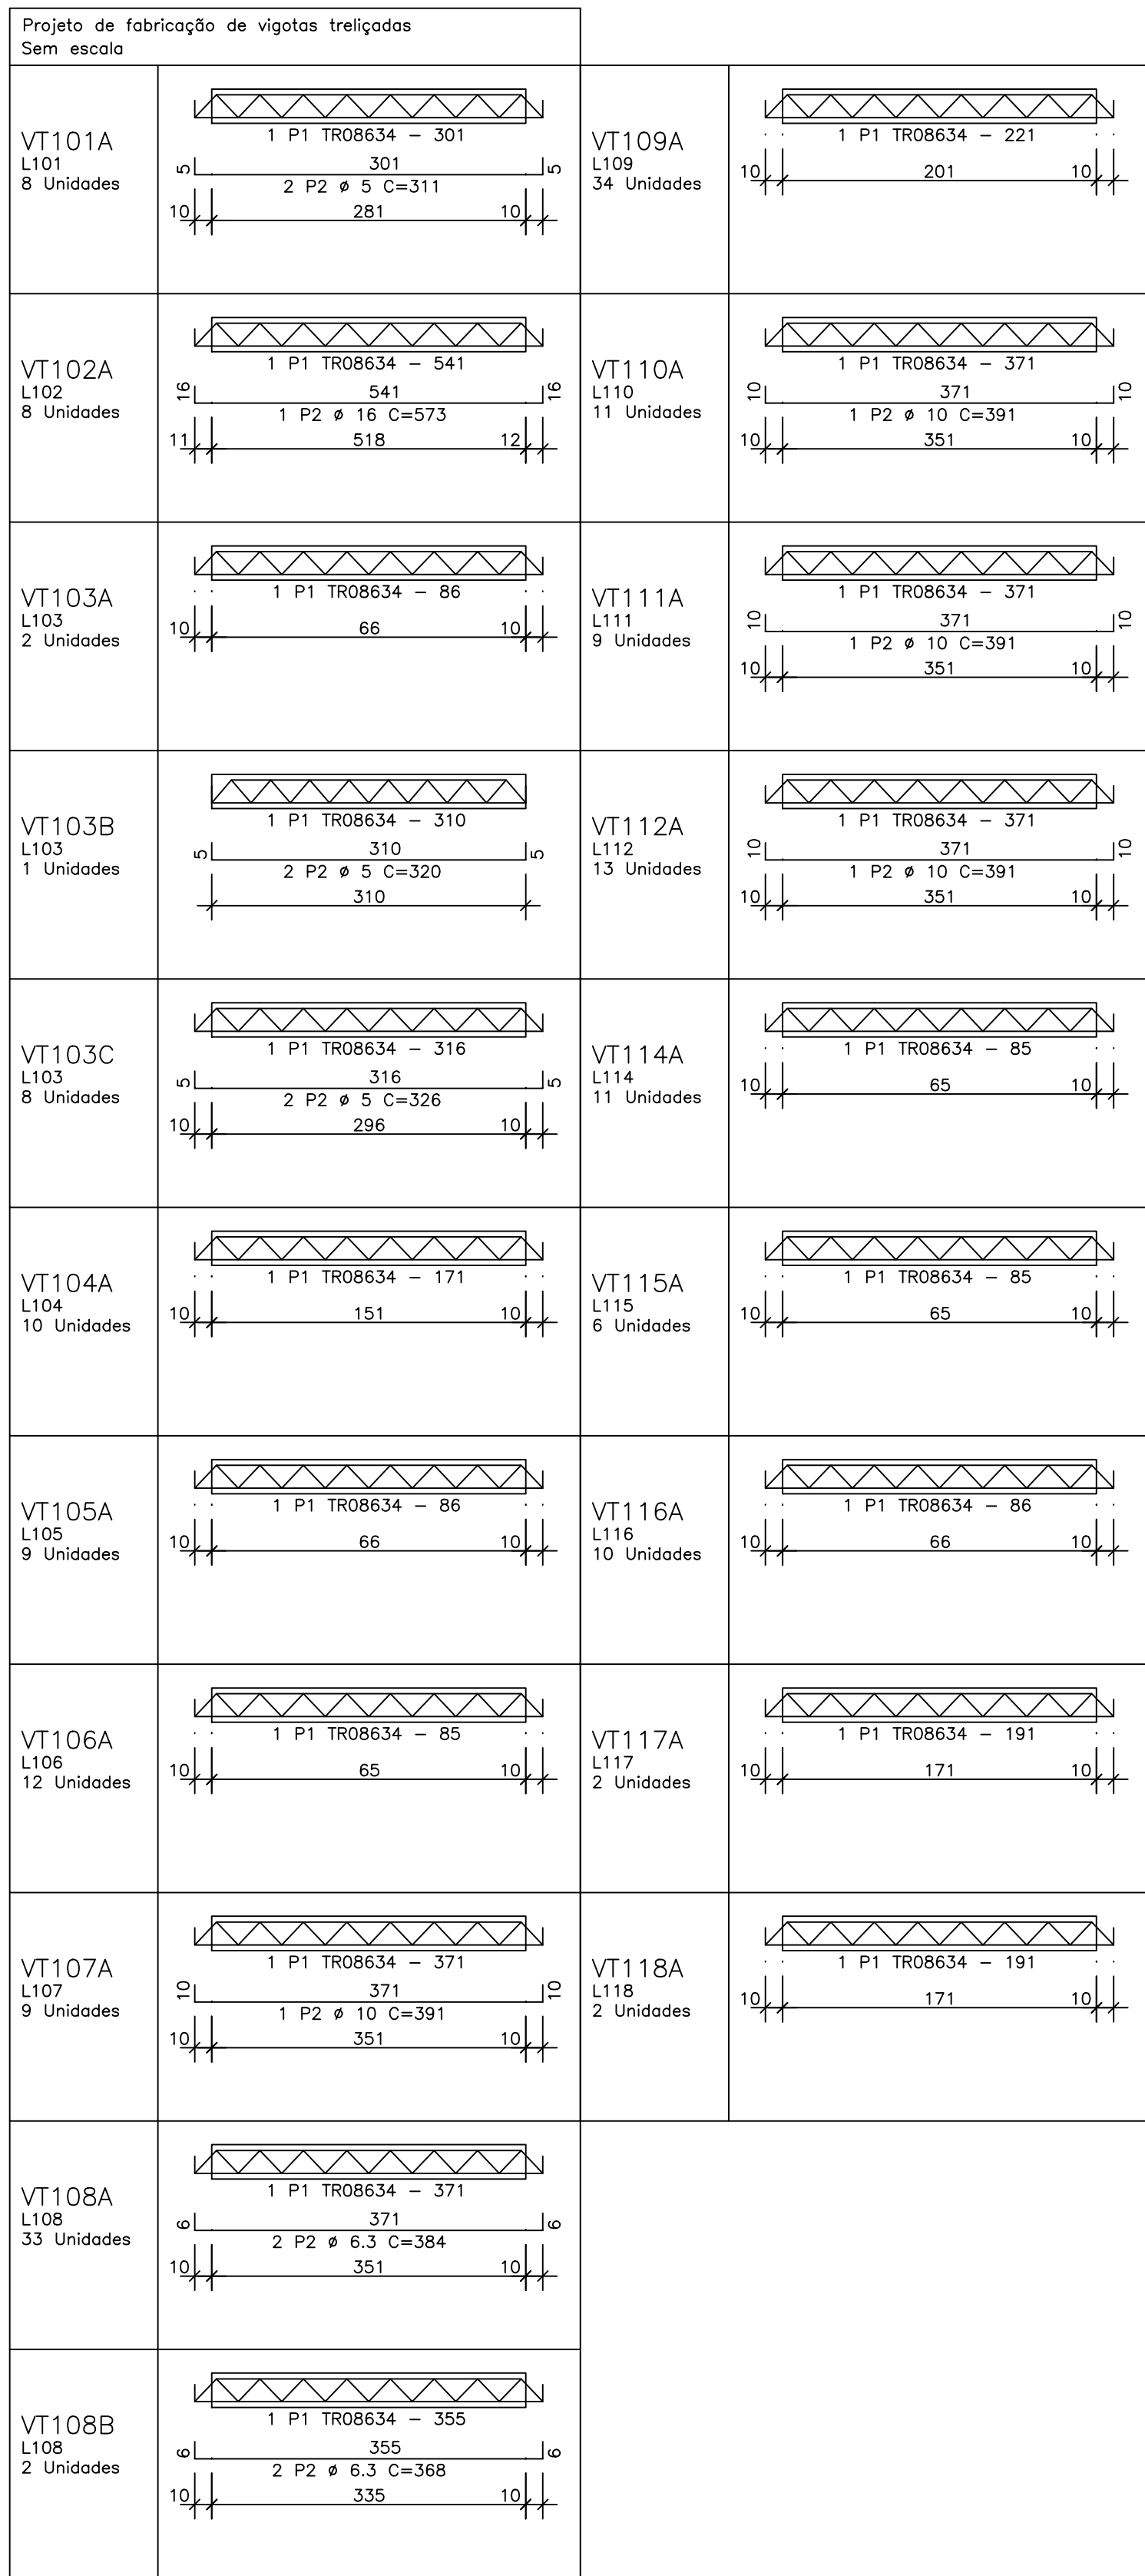 Projeto de fabricação de vigotas treliçadas
Sem escala
VT101A
L101
8 Unidades
1 P1 TR08634 – 301
5 301 5
2 P2 ø 5 C=311
10 281 10
VT102A
L102
8 Unidades
1 P1 TR08634 – 541
16 541 16
1 P2 ø 16 C=573
11 518 12
VT103A
L103
2 Unidades
1 P1 TR08634 – 86
10 66 10
VT103B
L103
1 Unidades
1 P1 TR08634 – 310
5 310 5
2 P2 ø 5 C=320
310
VT103C
L103
8 Unidades
1 P1 TR08634 – 316
5 316 5
2 P2 ø 5 C=326
10 296 10
VT104A
L104
10 Unidades
1 P1 TR08634 – 171
10 151 10
VT105A
L105
9 Unidades
1 P1 TR08634 – 86
10 66 10
VT106A
L106
12 Unidades
1 P1 TR08634 – 85
10 65 10
VT107A
L107
9 Unidades
1 P1 TR08634 – 371
10 371 10
1 P2 ø 10 C=391
10 351 10
VT108A
L108
33 Unidades
1 P1 TR08634 – 371
6 371 6
2 P2 ø 6.3 C=384
10 351 10
VT108B
L108
2 Unidades
1 P1 TR08634 – 355
6 355 6
2 P2 ø 6.3 C=368
10 335 10
VT109A
L109
34 Unidades
1 P1 TR08634 – 221
10 201 10
VT110A
L110
11 Unidades
1 P1 TR08634 – 371
10 371 10
1 P2 ø 10 C=391
10 351 10
VT111A
L111
9 Unidades
1 P1 TR08634 – 371
10 371 10
1 P2 ø 10 C=391
10 351 10
VT112A
L112
13 Unidades
1 P1 TR08634 – 371
10 371 10
1 P2 ø 10 C=391
10 351 10
VT114A
L114
11 Unidades
1 P1 TR08634 – 85
10 65 10
VT115A
L115
6 Unidades
1 P1 TR08634 – 85
10 65 10
VT116A
L116
10 Unidades
1 P1 TR08634 – 86
10 66 10
VT117A
L117
2 Unidades
1 P1 TR08634 – 191
10 171 10
VT118A
L118
2 Unidades
1 P1 TR08634 – 191
10 171 10